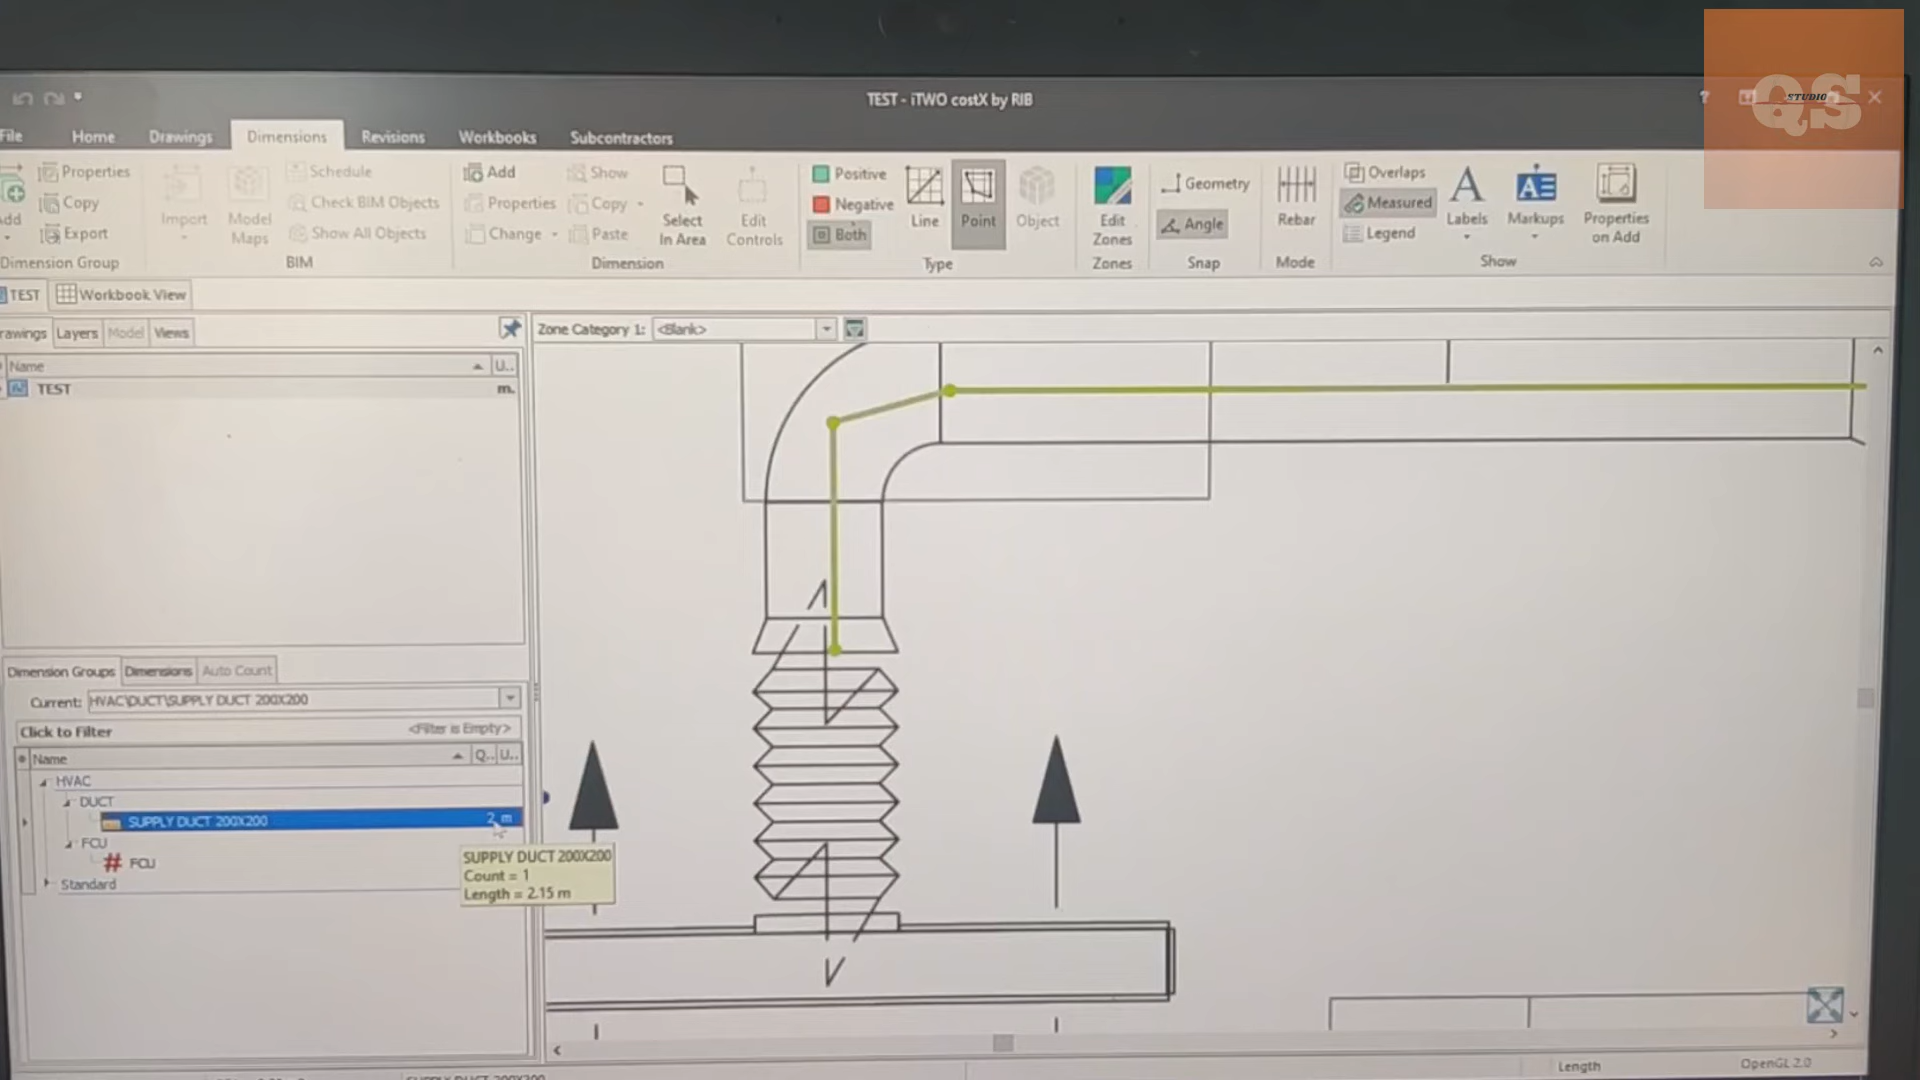 TEST - iTWO costX by RIB
?
QS
STUDIO
File Home Drawings Dimensions Revisions Workbooks Subcontractors
Add
Properties
Copy
Export
Dimension Group
Import
Model Maps
Schedule
Check BIM Objects
Show All Objects
BIM
Add
Properties
Change
Show
Copy
Paste
Select In Area
Edit Controls
Dimension
Positive
Negative
Both
Line
Point
Object
Type
Edit Zones
Zones
Geometry
Angle
Snap
Rebar
Mode
Overlaps
Measured
Legend
Labels
Markups
Properties on Add
Show
TEST Workbook View
rawings Layers Model Views
Zone Category 1: <Blank>
Name U..
TEST m.
Dimension Groups Dimensions Auto Count
Current: HVAC\DUCT\SUPPLY DUCT 200X200
Click to Filter <Filter is Empty>
Name Q.. U..
HVAC
DUCT
SUPPLY DUCT 200X200 2 m
FCU
# FCU
Standard
SUPPLY DUCT 200X200
Count = 1
Length = 2.15 m
Length OpenGL 2.0